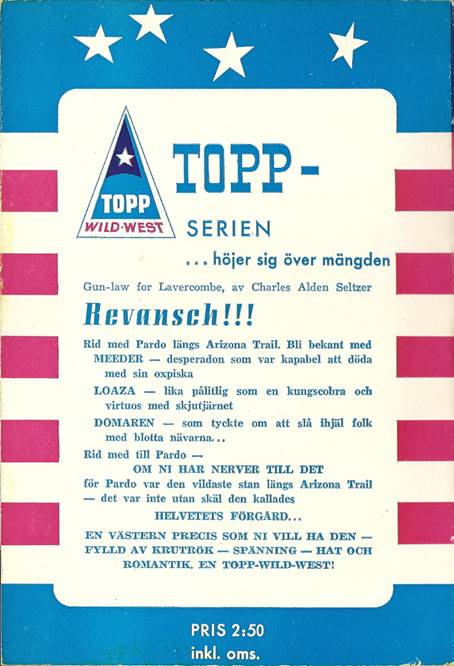 TOPP
WILD-WEST
TOPP-
SERIEN
... höjer sig över mängden
Gun-law for Lavercombe, av Charles Alden Seltzer
Revansch!!!
Rid med Pardo längs Arizona Trail. Bli bekant med
MEEDER — desperadon som var kapabel att döda
med sin oxpiska
LOAZA — lika pålitlig som en kungscobra och
virtuos med skjutjärnet
DOMAREN — som tyckte om att slå ihjäl folk
med blotta nävarna...
Rid med till Pardo —
OM NI HAR NERVER TILL DET
för Pardo var den vildaste stan längs Arizona Trail
— det var inte utan skäl den kallades
HELVETETS FÖRGÅRD...
EN VÄSTERN PRECIS SOM NI VILL HA DEN —
FYLLD AV KRUTRÖK — SPÄNNING — HAT OCH
ROMANTIK. EN TOPP-WILD-WEST!
PRIS 2:50
inkl. oms.